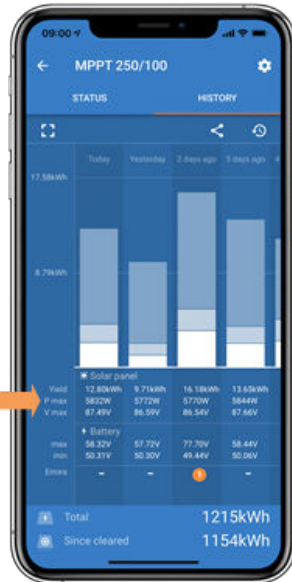 09:00
MPPT 250/100
STATUS HISTORY
Today Yesterday 2 days ago 3 days ago 4
17.58kWh
8.79kWh
Solar panel
Yield 12.80kWh 9.71kWh 16.18kWh 13.65kWh
P max 5832W 5772W 5770W 5844W
V max 87.49V 86.59V 86.54V 87.66V
Battery
max 58.32V 57.72V 77.70V 58.44V
min 50.31V 50.30V 49.44V 50.06V
Errors - - 1 -
Total 1215kWh
Since cleared 1154kWh